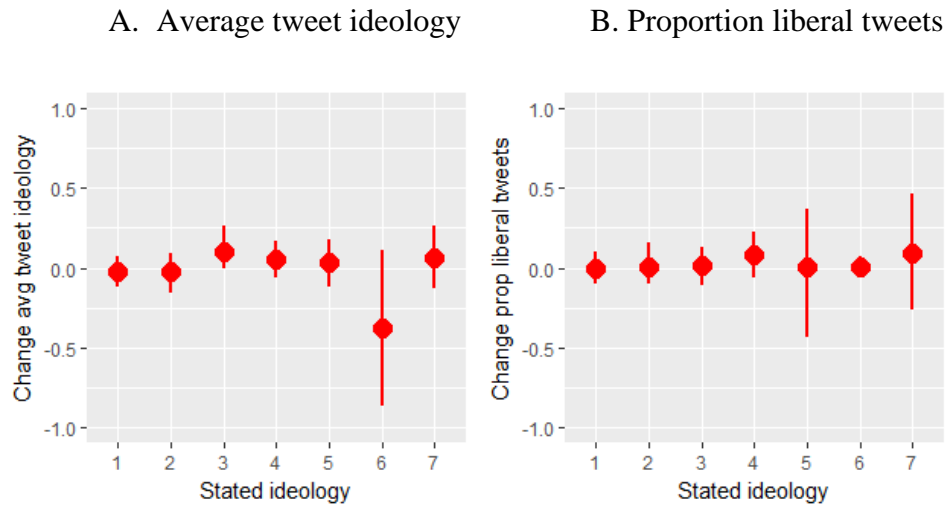 A. Average tweet ideology
B. Proportion liberal tweets
Change avg tweet ideology
1.0
0.5
0.0
-0.5
-1.0
1 2 3 4 5 6 7
Stated ideology
Change prop liberal tweets
1.0
0.5
0.0
-0.5
-1.0
1 2 3 4 5 6 7
Stated ideology